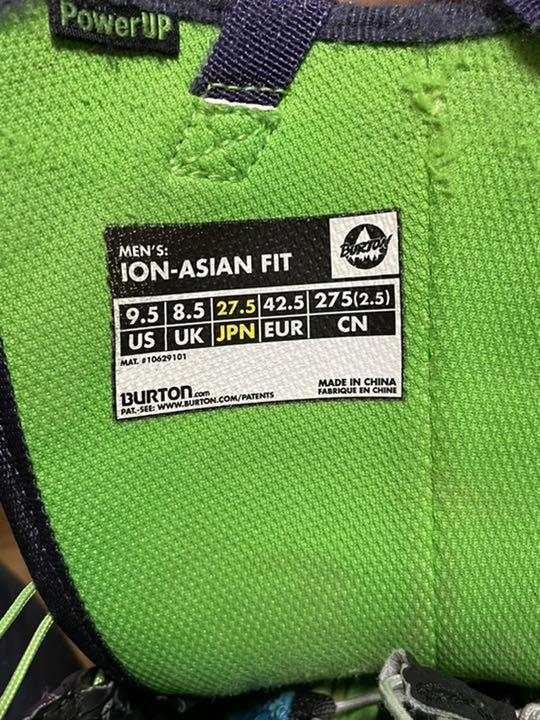 PowerUP
MEN'S:
ION-ASIAN FIT
BURTON
9.5 8.5 27.5 42.5 275(2.5)
US UK JPN EUR CN
MAT. #10629101
BURTON.com
PAT.-SEE: WWW.BURTON.COM/PATENTS
MADE IN CHINA
FABRIQUE EN CHINE